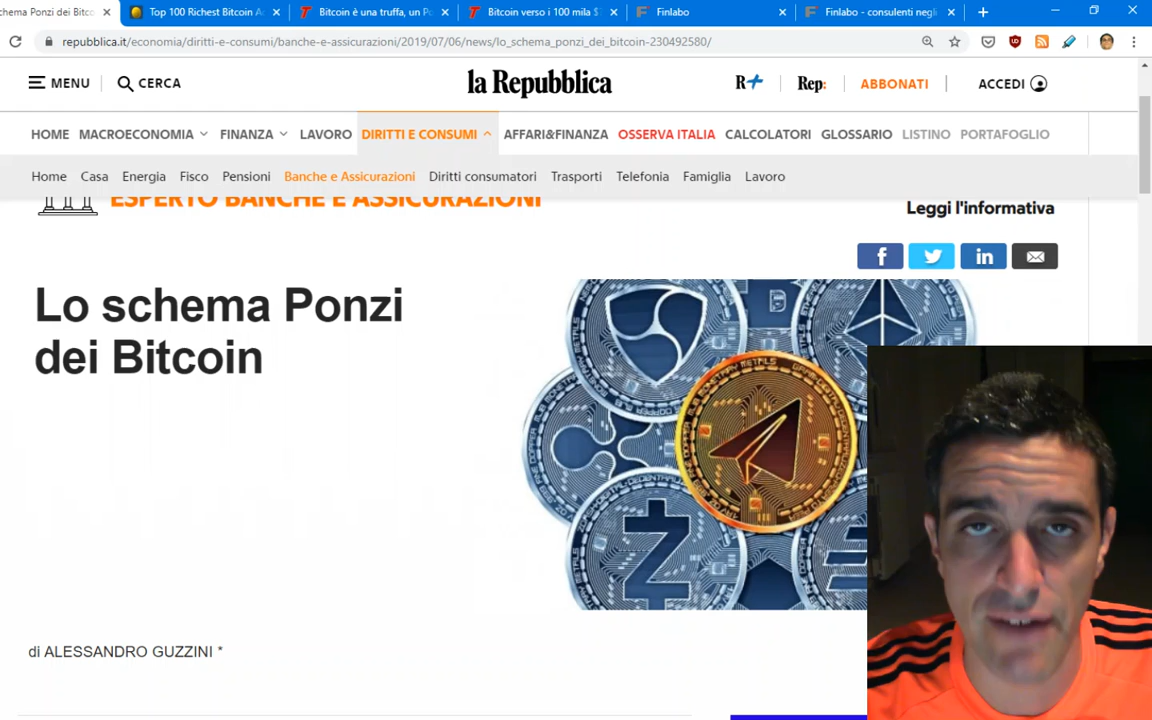 chema Ponzi dei Bitco
Top 100 Richest Bitcoin Ac
Bitcoin è una truffa, un Po
Bitcoin verso i 100 mila $
Finlabo
Finlabo - consulenti negli
repubblica.it/economia/diritti-e-consumi/banche-e-assicurazioni/2019/07/06/news/lo_schema_ponzi_dei_bitcoin-230492580/
MENU
CERCA
la Repubblica
R+
Rep:
ABBONATI
ACCEDI
HOME MACROECONOMIA FINANZA LAVORO DIRITTI E CONSUMI AFFARI&FINANZA OSSERVA ITALIA CALCOLATORI GLOSSARIO LISTINO PORTAFOGLIO
Home Casa Energia Fisco Pensioni Banche e Assicurazioni Diritti consumatori Trasporti Telefonia Famiglia Lavoro
ESPERTO BANCHE E ASSICURAZIONI
Leggi l'informativa
Lo schema Ponzi
dei Bitcoin
di ALESSANDRO GUZZINI *